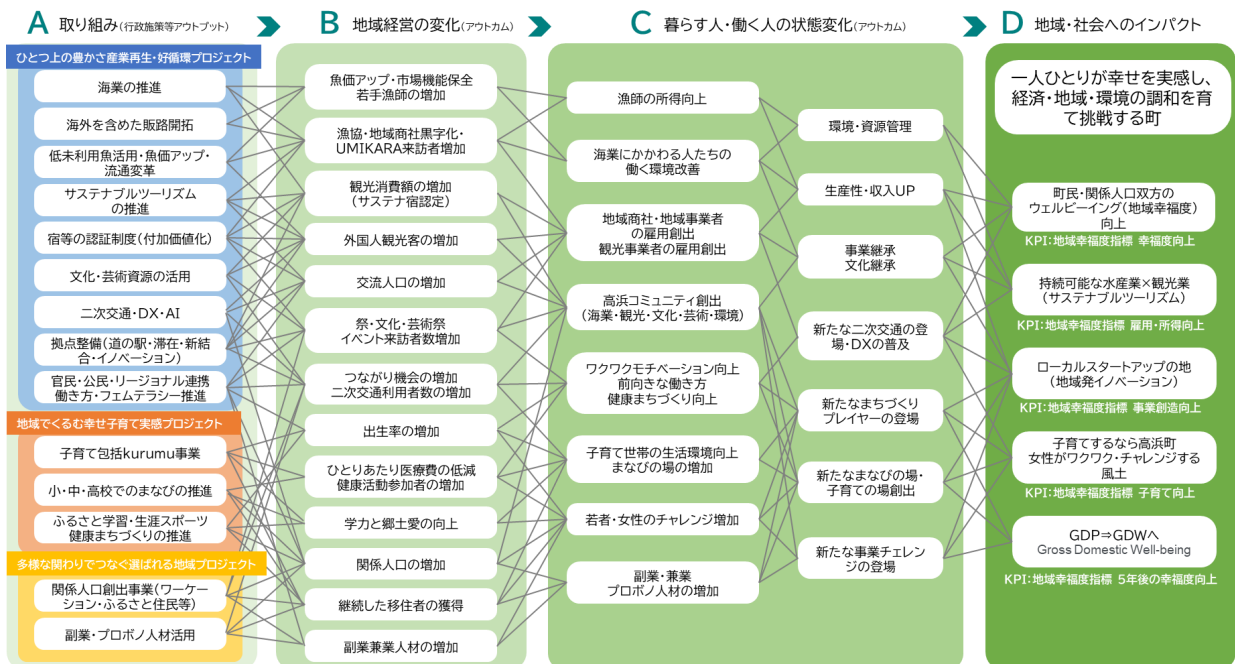 A 取り組み(行政施策等アウトプット)
ひとつ上の豊かさ産業再生・好循環プロジェクト
海業の推進
海外を含めた販路開拓
低未利用魚活用・魚価アップ・
流通変革
サステナブルツーリズム
の推進
宿等の認証制度(付加価値化)
文化・芸術資源の活用
二次交通・DX・AI
拠点整備(道の駅・滞在・新結
合・イノベーション)
官民・公民・リージョナル連携
働き方・フェムテラシー推進
地域でくるむ幸せ子育て実感プロジェクト
子育て包括kurumu事業
小・中・高校でのまなびの推進
ふるさと学習・生涯スポーツ
健康まちづくりの推進
多様な関わりでつなぐ選ばれる地域プロジェクト
関係人口創出事業(ワーケー
ション・ふるさと住民等)
副業・プロボノ人材活用
B 地域経営の変化(アウトカム)
魚価アップ・市場機能保全
若手漁師の増加
漁協・地域商社黒字化・
UMIKARA来訪者増加
観光消費額の増加
(サステナ宿認定)
外国人観光客の増加
交流人口の増加
祭・文化・芸術祭
イベント来訪者数増加
つながり機会の増加
二次交通利用者数の増加
出生率の増加
ひとりあたり医療費の低減
健康活動参加者の増加
学力と郷土愛の向上
関係人口の増加
継続した移住者の獲得
副業兼業人材の増加
C 暮らす人・働く人の状態変化(アウトカム)
漁師の所得向上
海業にかかわる人たちの
働く環境改善
地域商社・地域事業者
の雇用創出
観光事業者の雇用創出
高浜コミュニティ創出
(海業・観光・文化・芸術・環境)
ワクワクモチベーション向上
前向きな働き方
健康まちづくり向上
子育て世帯の生活環境向上
まなびの場の増加
若者・女性のチャレンジ増加
副業・兼業
プロボノ人材の増加
環境・資源管理
生産性・収入UP
事業継承
文化継承
新たな二次交通の登
場・DXの普及
新たなまちづくり
プレイヤーの登場
新たなまなびの場・
子育ての場創出
新たな事業チェレン
ジの登場
D 地域・社会へのインパクト
一人ひとりが幸せを実感し、
経済・地域・環境の調和を育
て挑戦する町
町民・関係人口双方の
ウェルビーイング(地域幸福度)
向上
KPI:地域幸福度指標 幸福度向上
持続可能な水産業×観光業
(サステナブルツーリズム)
KPI:地域幸福度指標 雇用・所得向上
ローカルスタートアップの地
(地域発イノベーション)
KPI:地域幸福度指標 事業創造向上
子育てするなら高浜町
女性がワクワク・チャレンジする
風土
KPI:地域幸福度指標 子育て向上
GDP⇒GDWへ
Gross Domestic Well-being
KPI:地域幸福度指標 5年後の幸福度向上